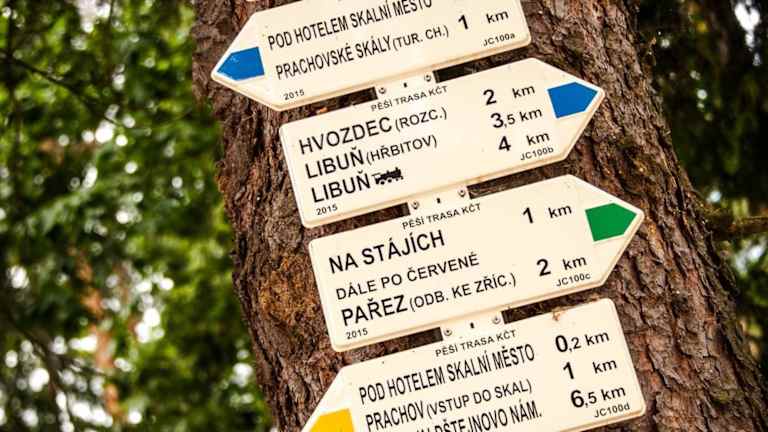 POD HOTELEM SKALNÍ MĚSTO
PRACHOVSKÉ SKÁLY (TUR. CH.) 1 km
2015 JC100a
PĚŠÍ TRASA KČT
HVOZDEC (ROZC.) 2 km
LIBUŇ (HŘBITOV) 3,5 km
LIBUŇ 4 km
2015 JC100b
PĚŠÍ TRASA KČT
NA STÁJÍCH 1 km
DÁLE PO ČERVENÉ
PAŘEZ (ODB. KE ZŘÍC.) 2 km
2015 JC100c
PĚŠÍ TRASA KČT
POD HOTELEM SKALNÍ MĚSTO 0,2 km
PRACHOV (VSTUP DO SKAL) 1 km
NÁM. 6,5 km
JC100d